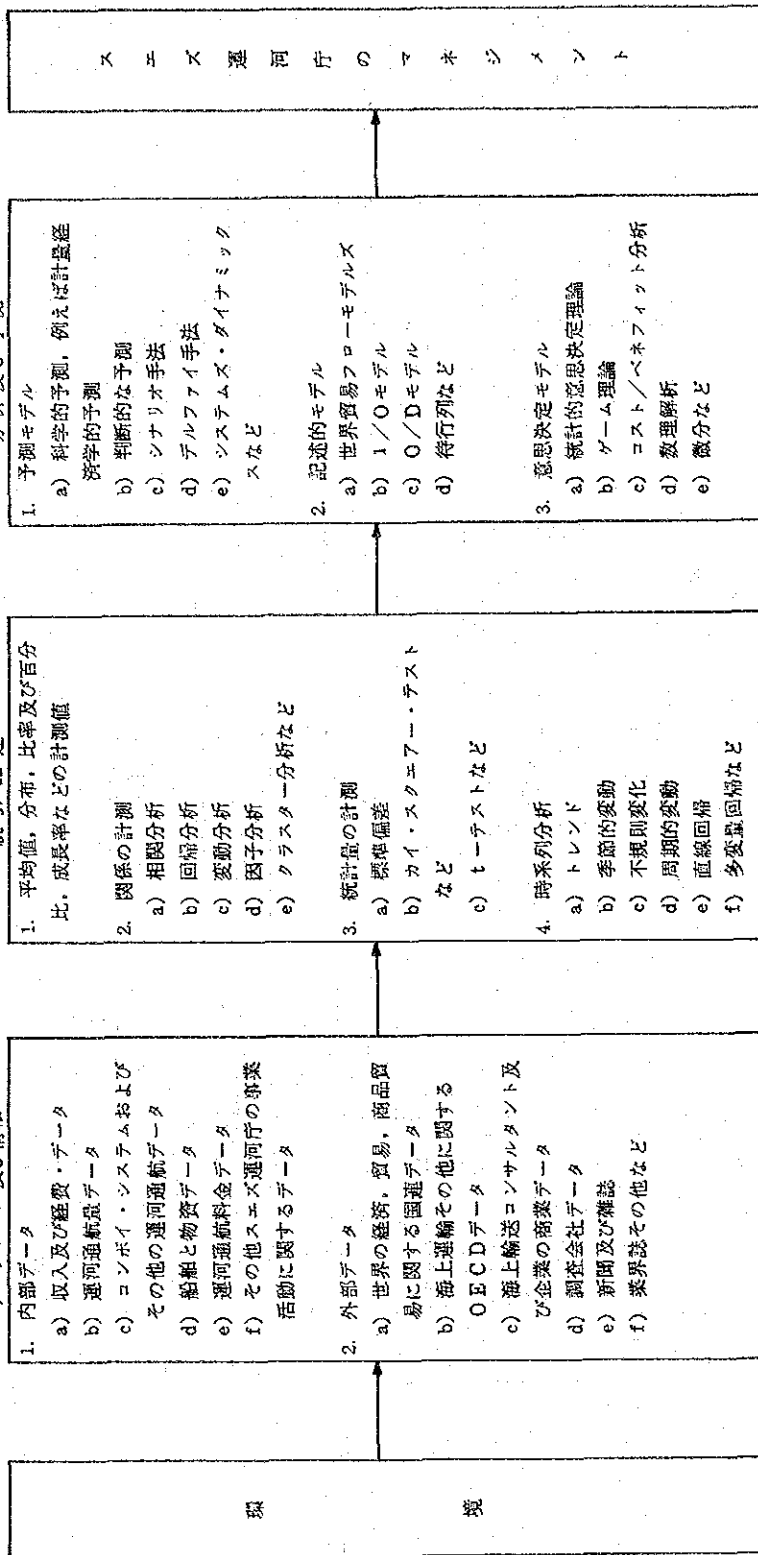 環境
1. 内部データ
a) 収入及び経費・データ
b) 運河通航量データ
c) コンボイ・システムおよび
その他の運河通航データ
d) 船舶と物資データ
e) 運河通航料金データ
f) その他スエズ運河庁の事業
活動に関するデータ
2. 外部データ
a) 世界の経済，貿易，商品貿
易に関する国連データ
b) 海上運輸その他に関する
OECDデータ
c) 海上輸送コンサルタント及
び企業の商業データ
d) 調査会社データ
e) 新聞及び雑誌
f) 業界誌その他など
1. 平均値，分布，比率及び百分
比，成長率などの計測値
2. 関係の計測
a) 相関分析
b) 回帰分析
c) 変動分析
d) 因子分析
e) クラスター分析など
3. 統計量の計測
a) 標準偏差
b) カイ・スクエアー・テスト
など
c) t－テストなど
4. 時系列分析
a) トレンド
b) 季節的変動
c) 不規則変化
d) 周期的変動
e) 直線回帰
f) 多変量回帰など
1. 予測モデル
a) 科学的予測，例えば計量経
済学的予測
b) 判断的な予測
c) シナリオ手法
d) デルファイ手法
e) システムズ・ダイナミック
スなど
2. 記述的モデル
a) 世界貿易フローモデルズ
b) I／Oモデル
c) O／Dモデル
d) 待行列など
3. 意思決定モデル
a) 統計的意思決定理論
b) ゲーム理論
c) コスト／ベネフィット分析
d) 数理解析
e) 微分など
スエズ運河庁のマネジメント